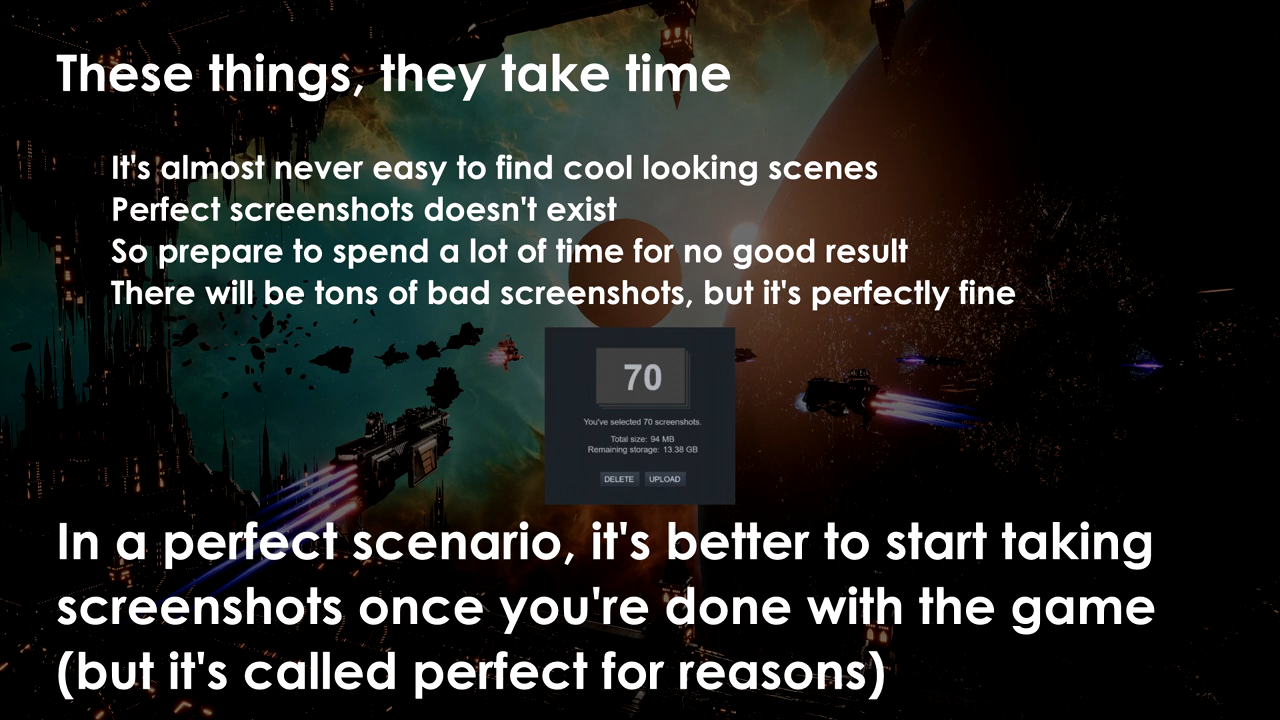 These things, they take time
It's almost never easy to find cool looking scenes
Perfect screenshots doesn't exist
So prepare to spend a lot of time for no good result
There will be tons of bad screenshots, but it's perfectly fine
70
You've selected 70 screenshots.
Total size: 94 MB
Remaining storage: 13.38 GB
DELETE UPLOAD
In a perfect scenario, it's better to start taking
screenshots once you're done with the game
(but it's called perfect for reasons)